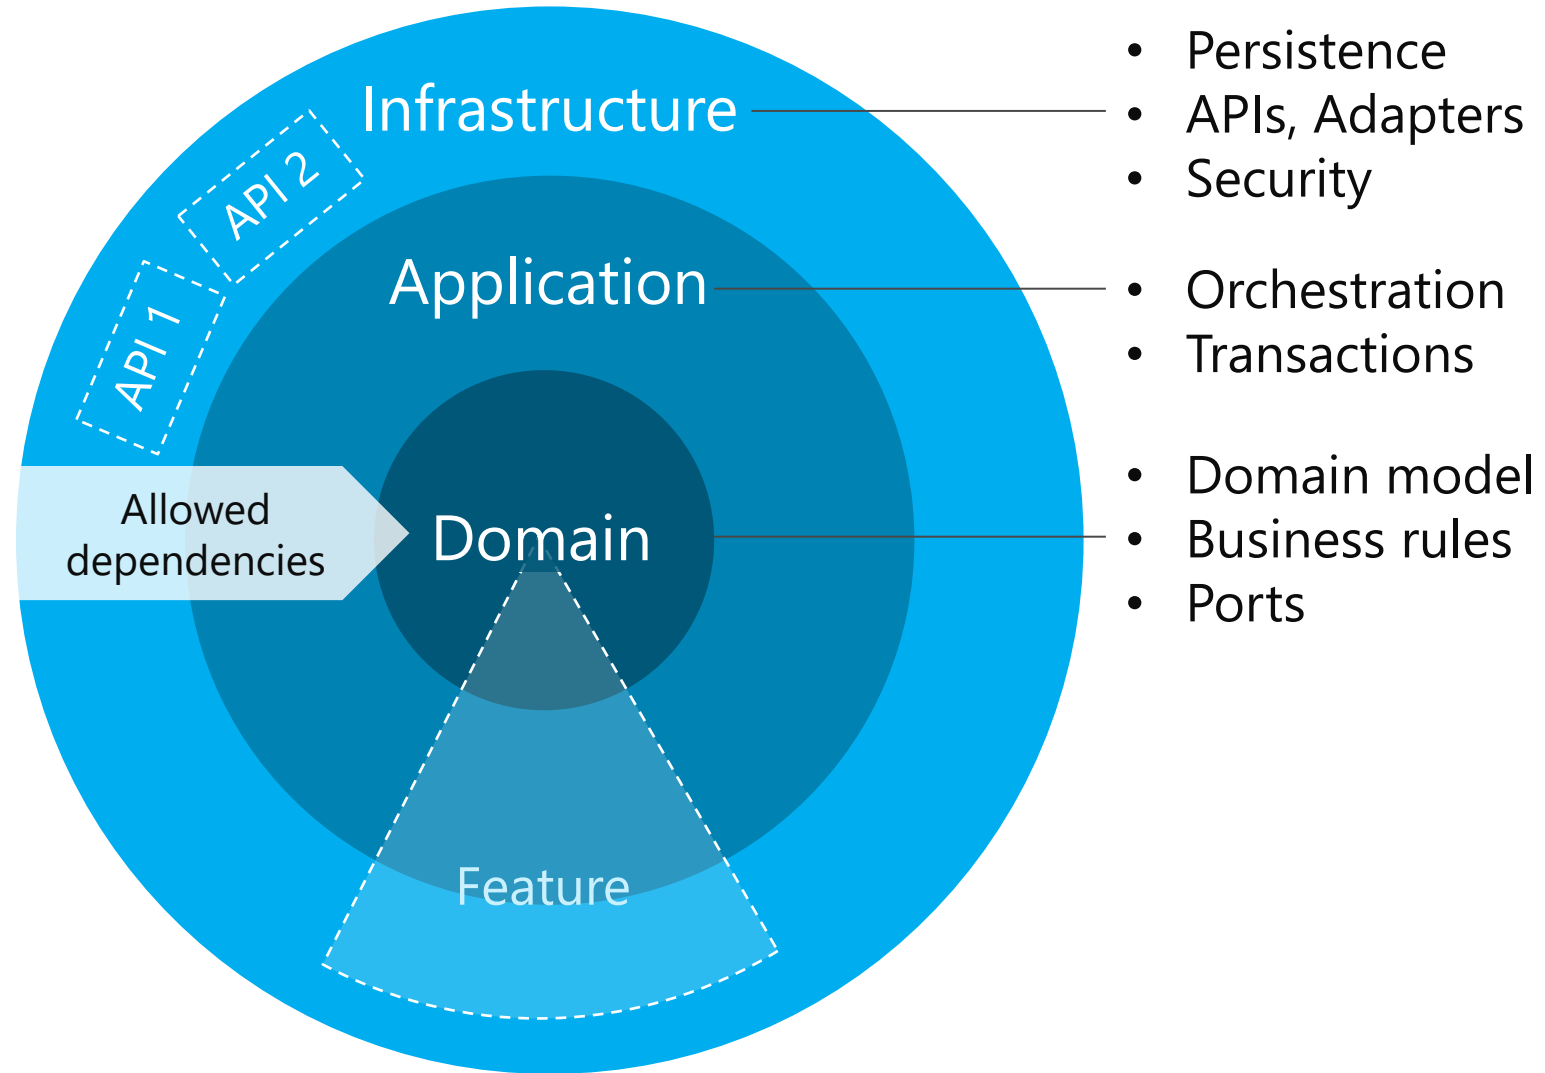 Infrastructure
API 2
API 1
Application
Allowed
dependencies
Domain
Feature
• Persistence
• APIs, Adapters
• Security
• Orchestration
• Transactions
• Domain model
• Business rules
• Ports